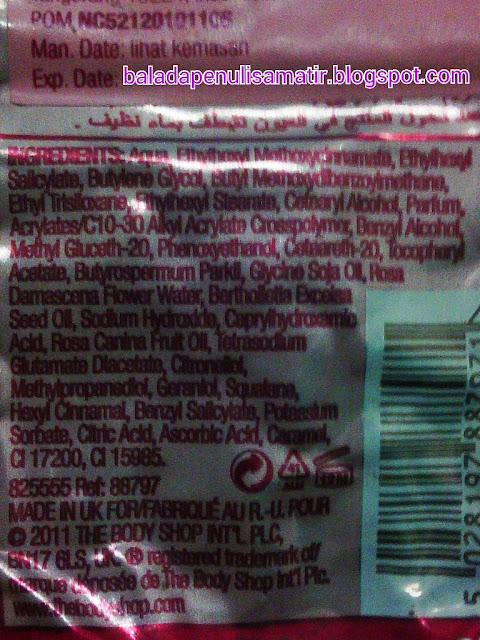 POM NC52120101106
Man. Date: lihat kemasan
Exp. Date:
baladapenulisamatir.blogspot.com
INGREDIENTS: Aqua, Ethylhexyl Methoxycinnamate, Ethylhexyl
Salicylate, Butylene Glycol, Butyl Methoxydibenzoylmethane,
Ethyl Trisiloxane, Ethylhexyl Stearate, Cetearyl Alcohol, Parfum,
Acrylates/C10-30 Alkyl Acrylate Crosspolymer, Benzyl Alcohol,
Methyl Gluceth-20, Phenoxyethanol, Ceteareth-20, Tocopheryl
Acetate, Butyrospermum Parkii, Glycine Soja Oil, Rosa
Damascena Flower Water, Bertholletia Excelsa
Seed Oil, Sodium Hydroxide, Caprylhydroxamic
Acid, Rosa Canina Fruit Oil, Tetrasodium
Glutamate Diacetate, Citronellol,
Methylpropanediol, Geraniol, Squalane,
Hexyl Cinnamal, Benzyl Salicylate, Potassium
Sorbate, Citric Acid, Ascorbic Acid, Caramel,
CI 17200, CI 15985.
825555 Ref: 88797
MADE IN UK FOR/FABRIQUÉ AU R.-U. POUR
© 2011 THE BODY SHOP INT'L PLC,
BN17 6LS, UK. ® registered trademark of/
marque déposée de The Body Shop Int'l Plc.
www.thebodyshop.com